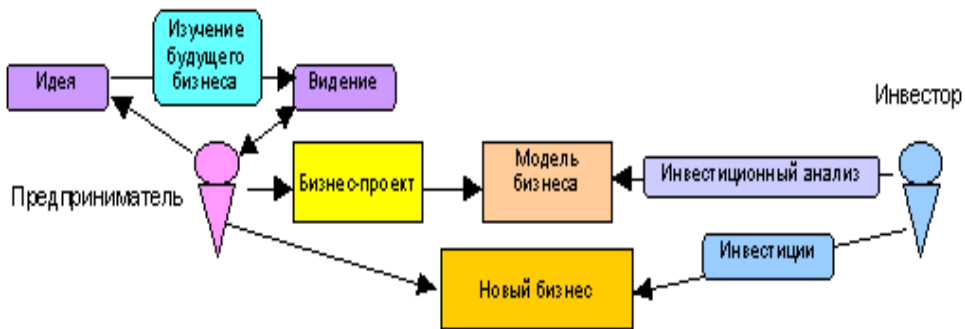 Изучение
будущего
бизнеса
Идея
Видение
Инвестор
Предприниматель
Бизнес-проект
Модель
бизнеса
Инвестиционный анализ
Инвестиции
Новый бизнес